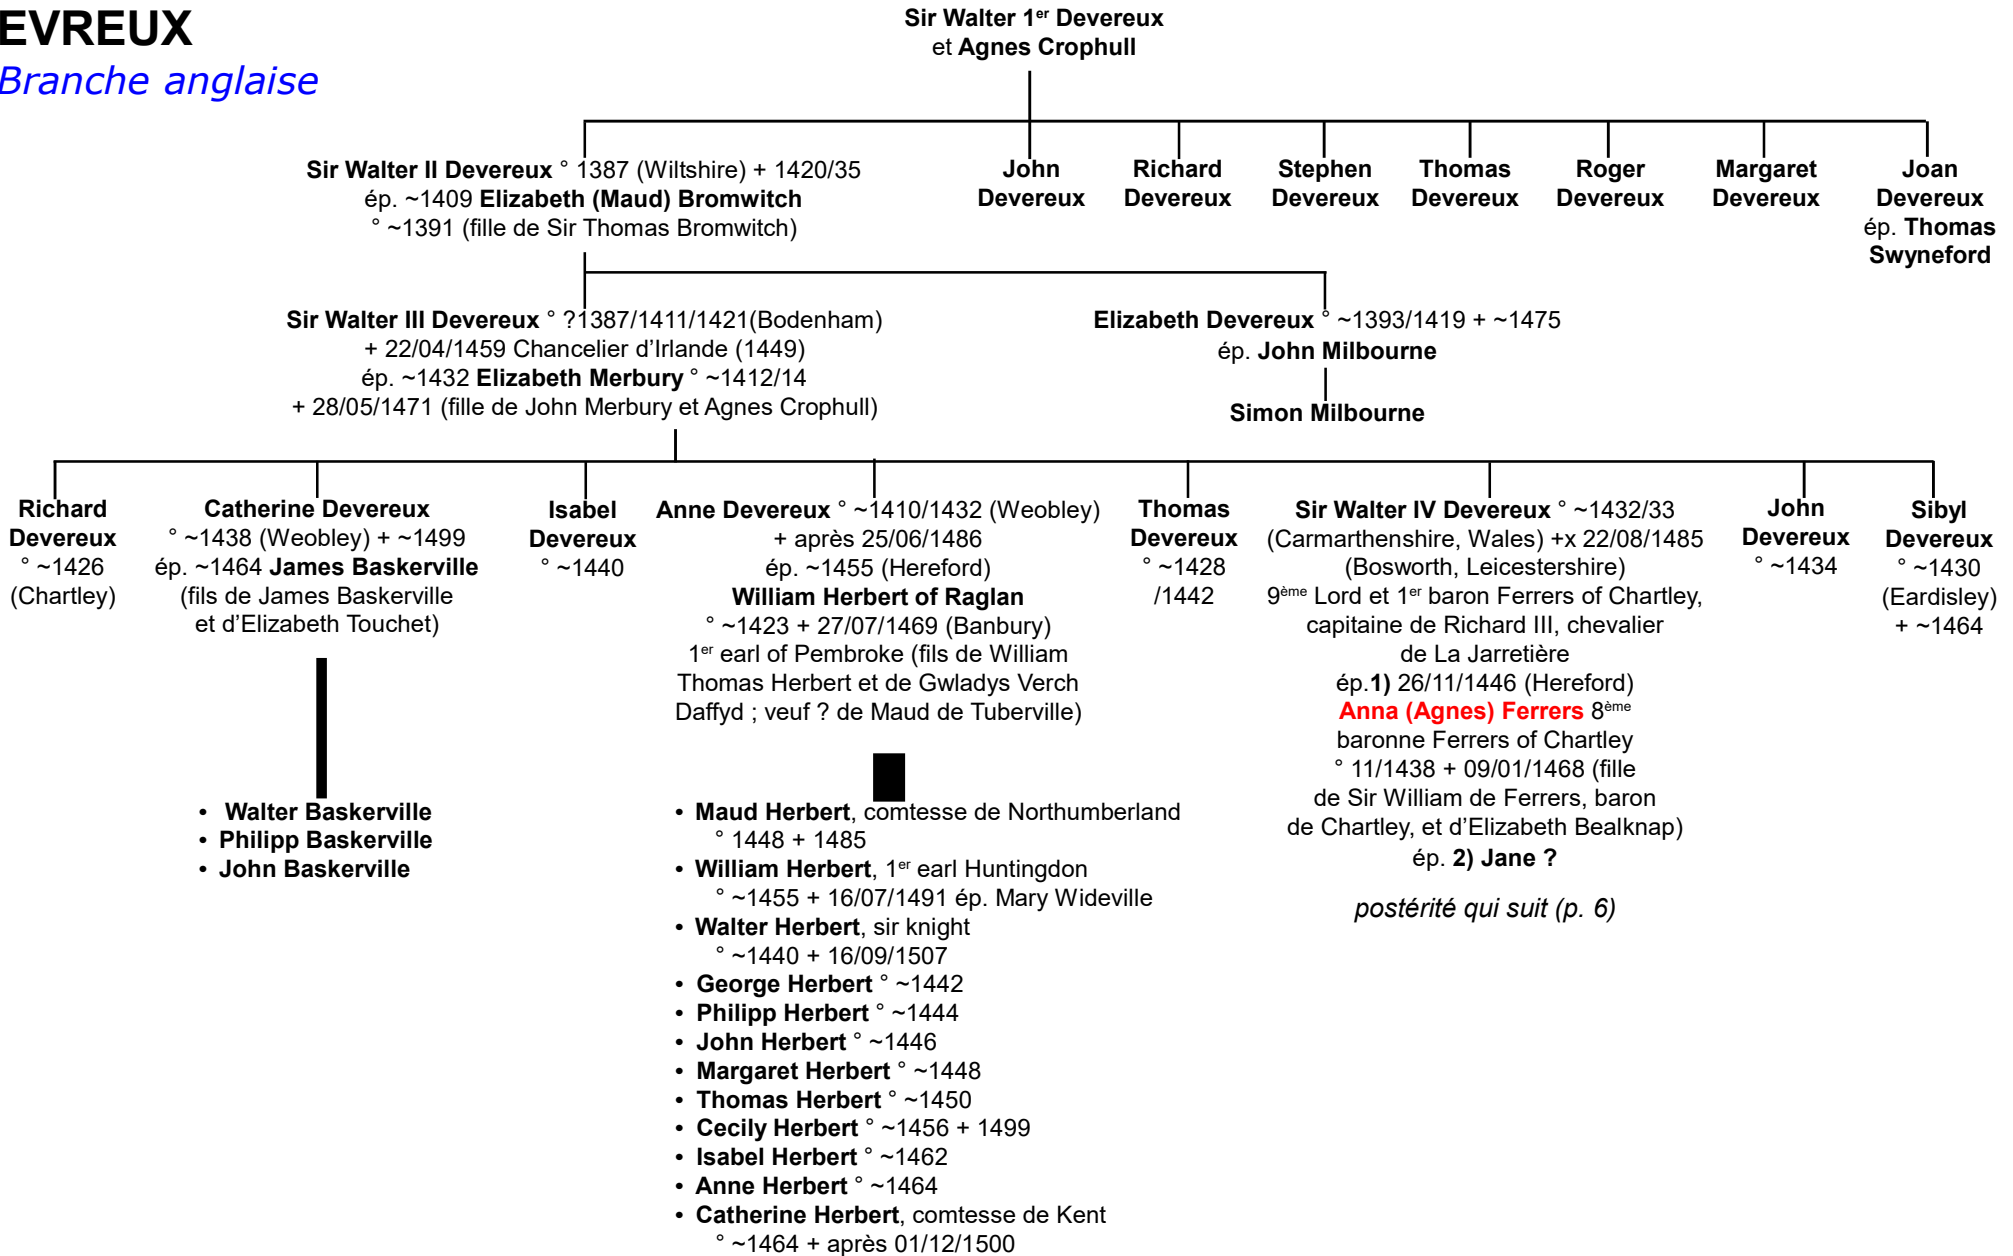 EVREUX
Branche anglaise
Sir Walter 1er Devereux
et Agnes Crophull
Sir Walter II Devereux ° 1387 (Wiltshire) + 1420/35
ép. ~1409 Elizabeth (Maud) Bromwitch
° ~1391 (fille de Sir Thomas Bromwitch)
John
Devereux
Richard
Devereux
Stephen
Devereux
Thomas
Devereux
Roger
Devereux
Margaret
Devereux
Joan
Devereux
ép. Thomas
Swyneford
Sir Walter III Devereux ° ?1387/1411/1421(Bodenham)
+ 22/04/1459 Chancelier d'Irlande (1449)
ép. ~1432 Elizabeth Merbury ° ~1412/14
+ 28/05/1471 (fille de John Merbury et Agnes Crophull)
Elizabeth Devereux ° ~1393/1419 + ~1475
ép. John Milbourne
Simon Milbourne
Richard
Devereux
° ~1426
(Chartley)
Catherine Devereux
° ~1438 (Weobley) + ~1499
ép. ~1464 James Baskerville
(fils de James Baskerville
et d'Elizabeth Touchet)
• Walter Baskerville
• Philipp Baskerville
• John Baskerville
Isabel
Devereux
° ~1440
Anne Devereux ° ~1410/1432 (Weobley)
+ après 25/06/1486
ép. ~1455 (Hereford)
William Herbert of Raglan
° ~1423 + 27/07/1469 (Banbury)
1er earl of Pembroke (fils de William
Thomas Herbert et de Gwladys Verch
Daffyd ; veuf ? de Maud de Tuberville)
• Maud Herbert, comtesse de Northumberland
° 1448 + 1485
• William Herbert, 1er earl Huntingdon
° ~1455 + 16/07/1491 ép. Mary Wideville
• Walter Herbert, sir knight
° ~1440 + 16/09/1507
• George Herbert ° ~1442
• Philipp Herbert ° ~1444
• John Herbert ° ~1446
• Margaret Herbert ° ~1448
• Thomas Herbert ° ~1450
• Cecily Herbert ° ~1456 + 1499
• Isabel Herbert ° ~1462
• Anne Herbert ° ~1464
• Catherine Herbert, comtesse de Kent
° ~1464 + après 01/12/1500
Thomas
Devereux
° ~1428
/1442
Sir Walter IV Devereux ° ~1432/33
(Carmarthenshire, Wales) +x 22/08/1485
(Bosworth, Leicestershire)
9ème Lord et 1er baron Ferrers of Chartley,
capitaine de Richard III, chevalier
de La Jarretière
ép.1) 26/11/1446 (Hereford)
Anna (Agnes) Ferrers 8ème
baronne Ferrers of Chartley
° 11/1438 + 09/01/1468 (fille
de Sir William de Ferrers, baron
de Chartley, et d'Elizabeth Bealknap)
ép. 2) Jane ?
postérité qui suit (p. 6)
John
Devereux
° ~1434
Sibyl
Devereux
° ~1430
(Eardisley)
+ ~1464